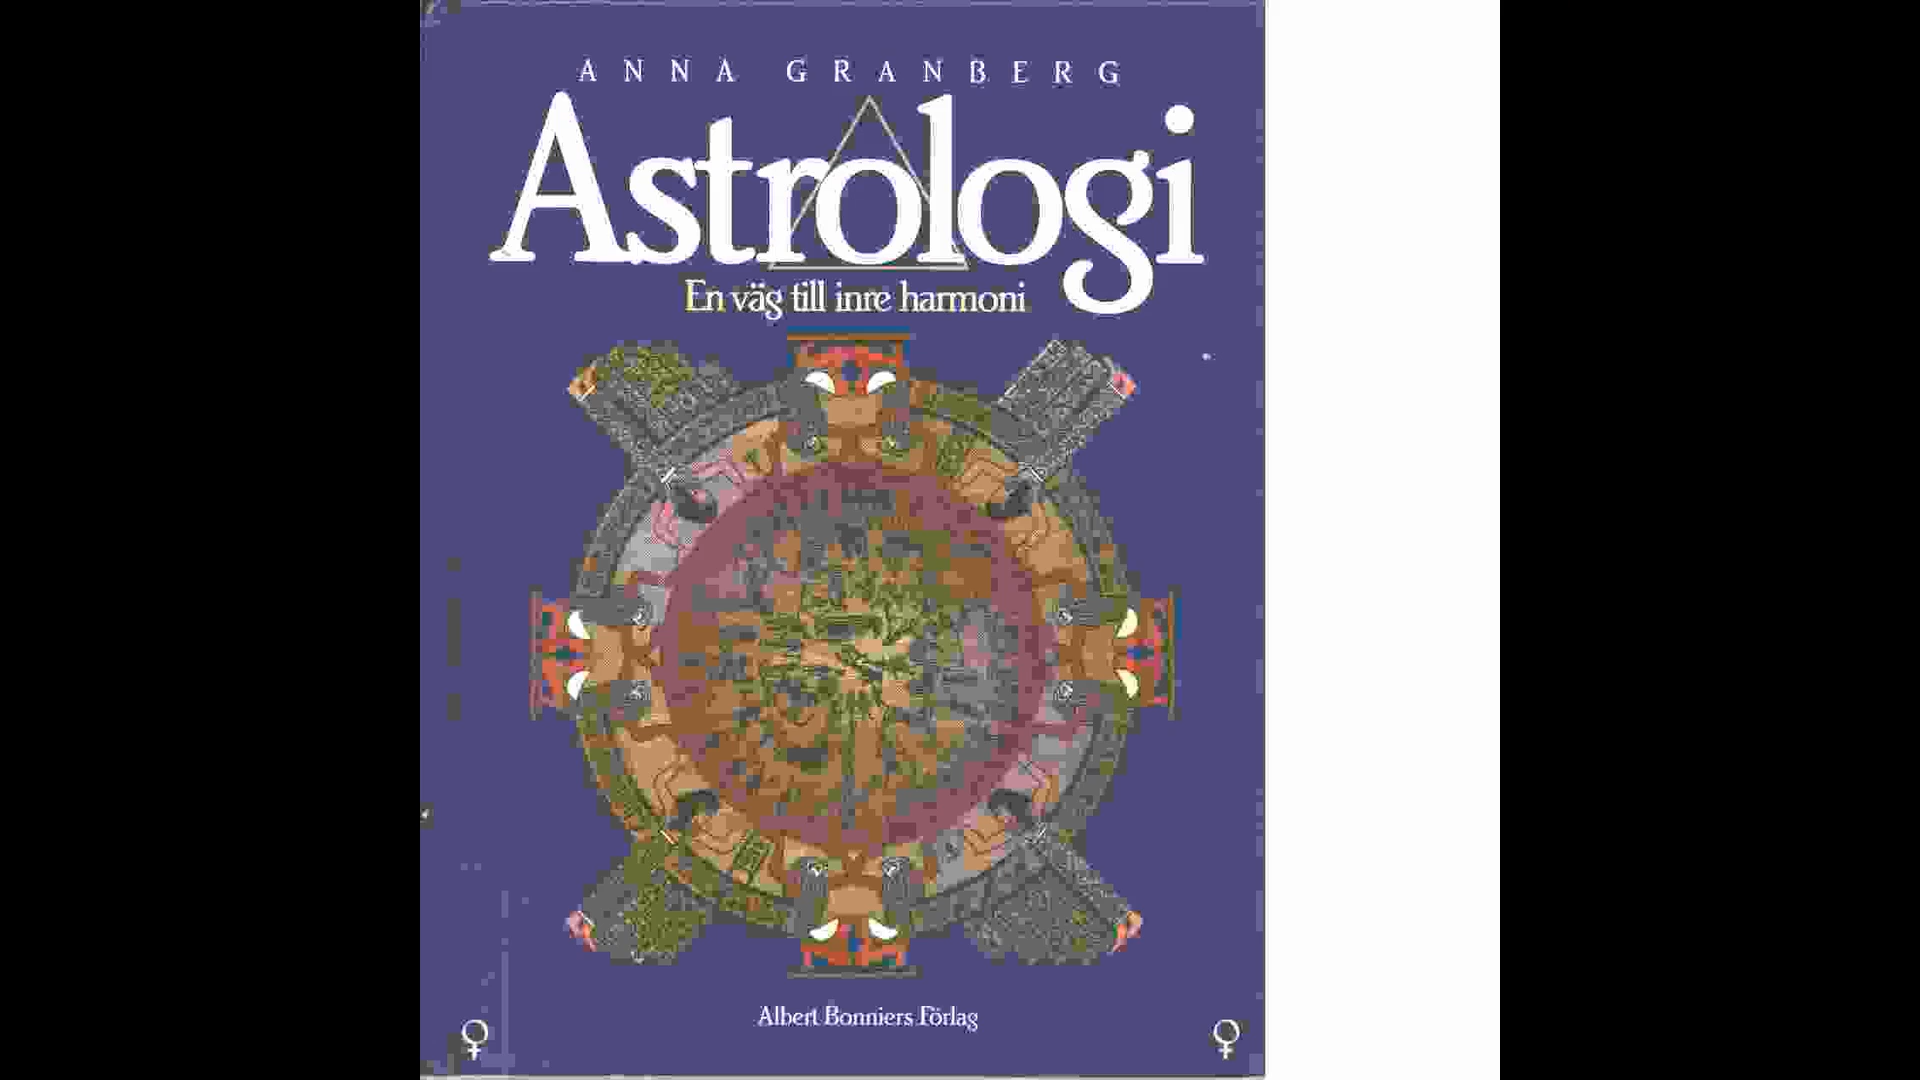 ANNA GRANBERG
Astrologi
En väg till inre harmoni
Albert Bonniers Förlag